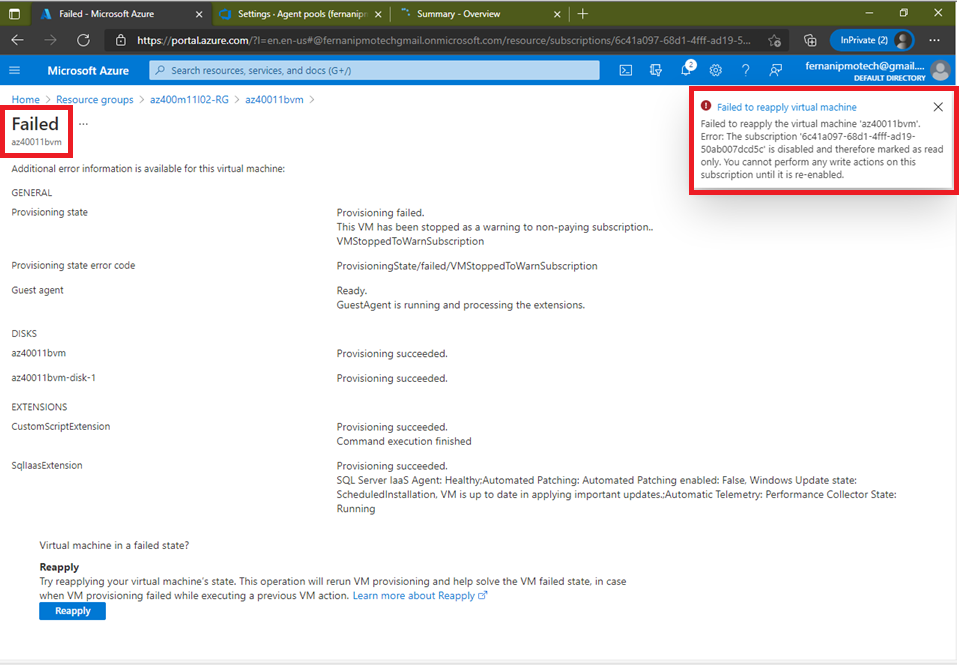 Failed - Microsoft Azure
Settings · Agent pools (fernanipm
Summary - Overview
https://portal.azure.com/?l=en.en-us#@fernanipmotechgmail.onmicrosoft.com/resource/subscriptions/6c41a097-68d1-4fff-ad19-5...
InPrivate (2)
Microsoft Azure
Search resources, services, and docs (G+/)
2
fernanipmotech@gmail....
DEFAULT DIRECTORY
Home > Resource groups > az400m11l02-RG > az40011bvm >
Failed ...
az40011bvm
Failed to reapply virtual machine
Failed to reapply the virtual machine 'az40011bvm'.
Error: The subscription '6c41a097-68d1-4fff-ad19-
50ab007dcd5c' is disabled and therefore marked as read
only. You cannot perform any write actions on this
subscription until it is re-enabled.
Additional error information is available for this virtual machine:
GENERAL
Provisioning state
Provisioning failed.
This VM has been stopped as a warning to non-paying subscription..
VMStoppedToWarnSubscription
Provisioning state error code
ProvisioningState/failed/VMStoppedToWarnSubscription
Guest agent
Ready.
GuestAgent is running and processing the extensions.
DISKS
az40011bvm
Provisioning succeeded.
az40011bvm-disk-1
Provisioning succeeded.
EXTENSIONS
CustomScriptExtension
Provisioning succeeded.
Command execution finished
SqlIaasExtension
Provisioning succeeded.
SQL Server IaaS Agent: Healthy;Automated Patching: Automated Patching enabled: False, Windows Update state:
ScheduledInstallation, VM is up to date in applying important updates.;Automatic Telemetry: Performance Collector State:
Running
Virtual machine in a failed state?
Reapply
Try reapplying your virtual machine's state. This operation will rerun VM provisioning and help solve the VM failed state, in case
when VM provisioning failed while executing a previous VM action. Learn more about Reapply
Reapply